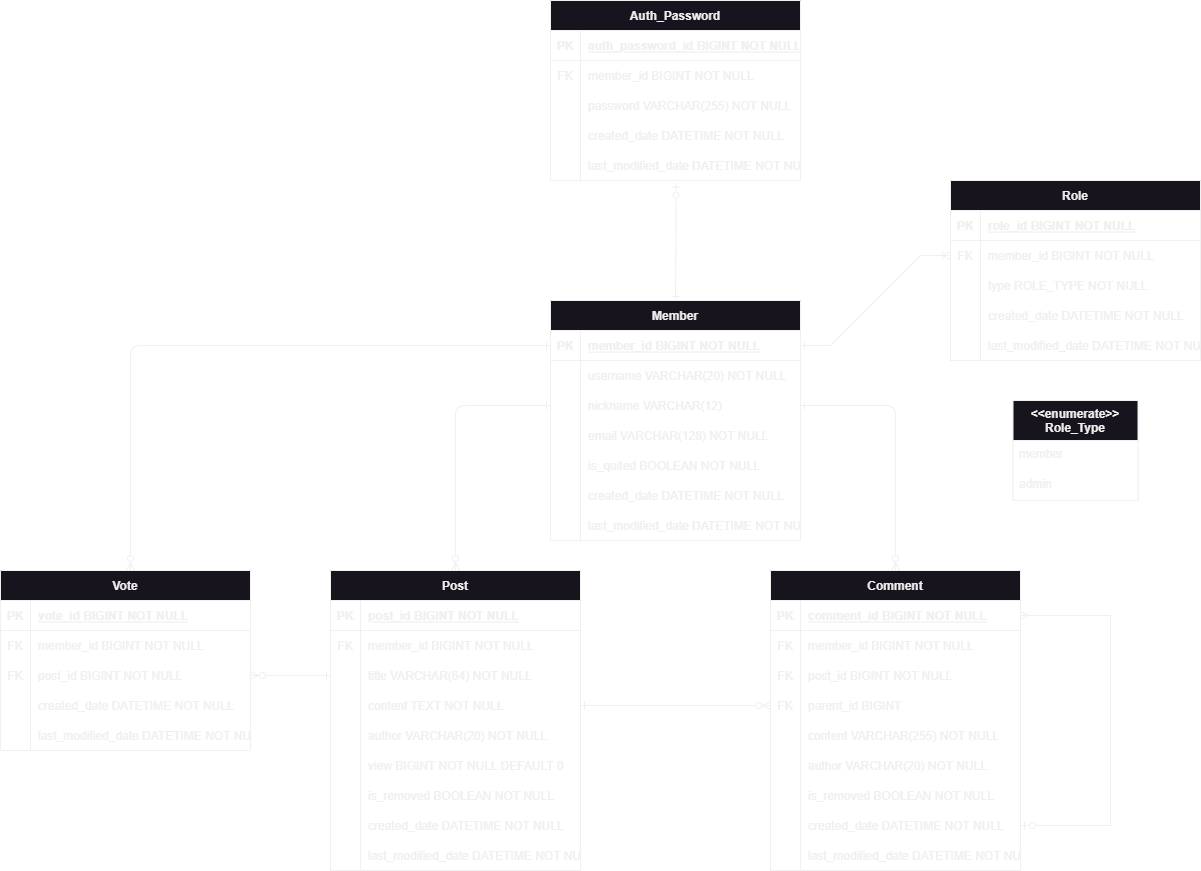 Auth_Password
PK auth_password_id BIGINT NOT NULL
FK member_id BIGINT NOT NULL
password VARCHAR(255) NOT NULL
created_date DATETIME NOT NULL
last_modified_date DATETIME NOT NU
Role
PK role_id BIGINT NOT NULL
FK member_id BIGINT NOT NULL
type ROLE_TYPE NOT NULL
created_date DATETIME NOT NULL
last_modified_date DATETIME NOT NU
Member
PK member_id BIGINT NOT NULL
username VARCHAR(20) NOT NULL
nickname VARCHAR(12)
email VARCHAR(128) NOT NULL
is_quited BOOLEAN NOT NULL
created_date DATETIME NOT NULL
last_modified_date DATETIME NOT NU
<<enumerate>>
Role_Type
member
admin
Vote
PK vote_id BIGINT NOT NULL
FK member_id BIGINT NOT NULL
FK post_id BIGINT NOT NULL
created_date DATETIME NOT NULL
last_modified_date DATETIME NOT NU
Post
PK post_id BIGINT NOT NULL
FK member_id BIGINT NOT NULL
title VARCHAR(64) NOT NULL
content TEXT NOT NULL
author VARCHAR(20) NOT NULL
view BIGINT NOT NULL DEFAULT 0
is_removed BOOLEAN NOT NULL
created_date DATETIME NOT NULL
last_modified_date DATETIME NOT NU
Comment
PK comment_id BIGINT NOT NULL
FK member_id BIGINT NOT NULL
FK post_id BIGINT NOT NULL
FK parent_id BIGINT
content VARCHAR(255) NOT NULL
author VARCHAR(20) NOT NULL
is_removed BOOLEAN NOT NULL
created_date DATETIME NOT NULL
last_modified_date DATETIME NOT NU